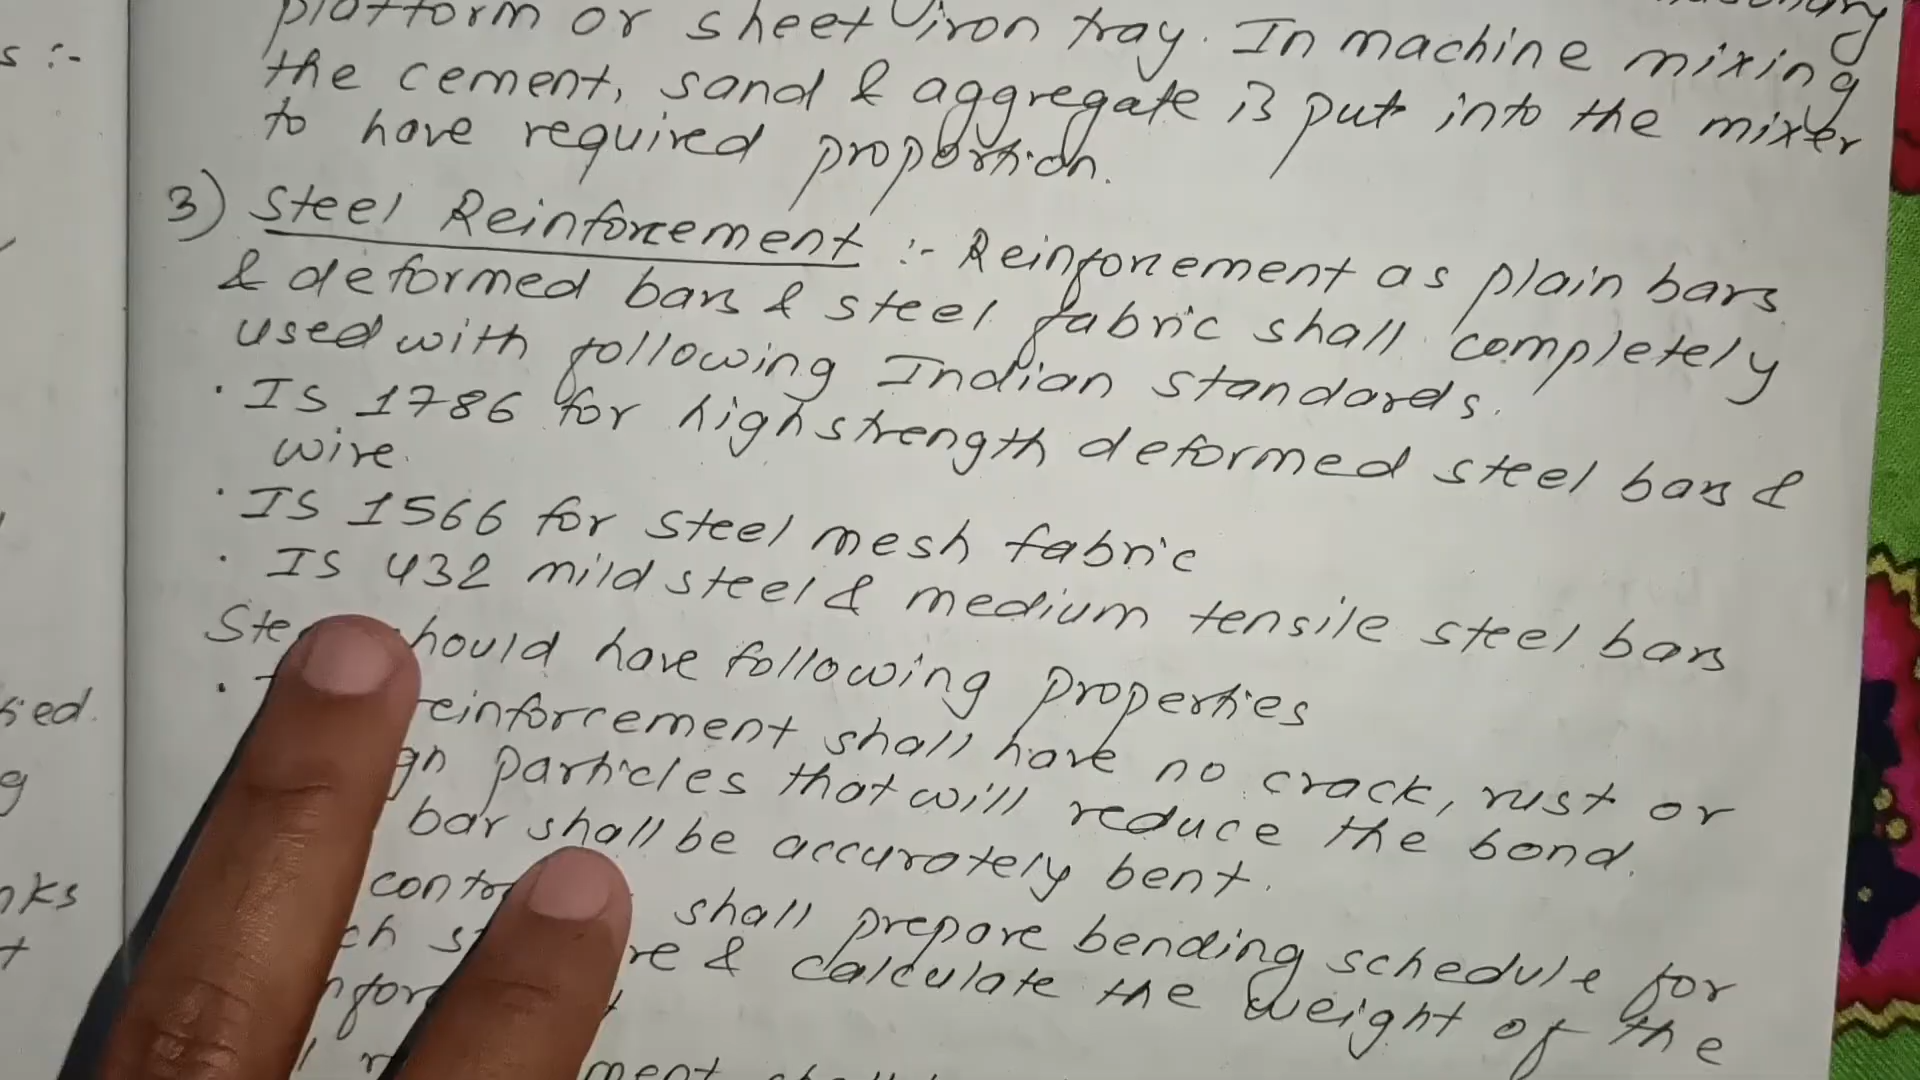 s :-
platform or sheet iron tray. In machine mixing
the cement, sand & aggregate is put into the mixer
to have required proportion.
3) Steel Reinforcement :- Reinforcement as plain bars
& deformed bars & steel fabric shall completely
used with following Indian standards.
· IS 1786 for high strength deformed steel bars &
wire.
· IS 1566 for steel mesh fabric
· IS 432 mild steel & medium tensile steel bars
should have following properties
· reinforcement shall have no crack, rust or
particles that will reduce the bond.
bar shall be accurately bent.
shall prepare bending schedule for
& calculate the weight of the